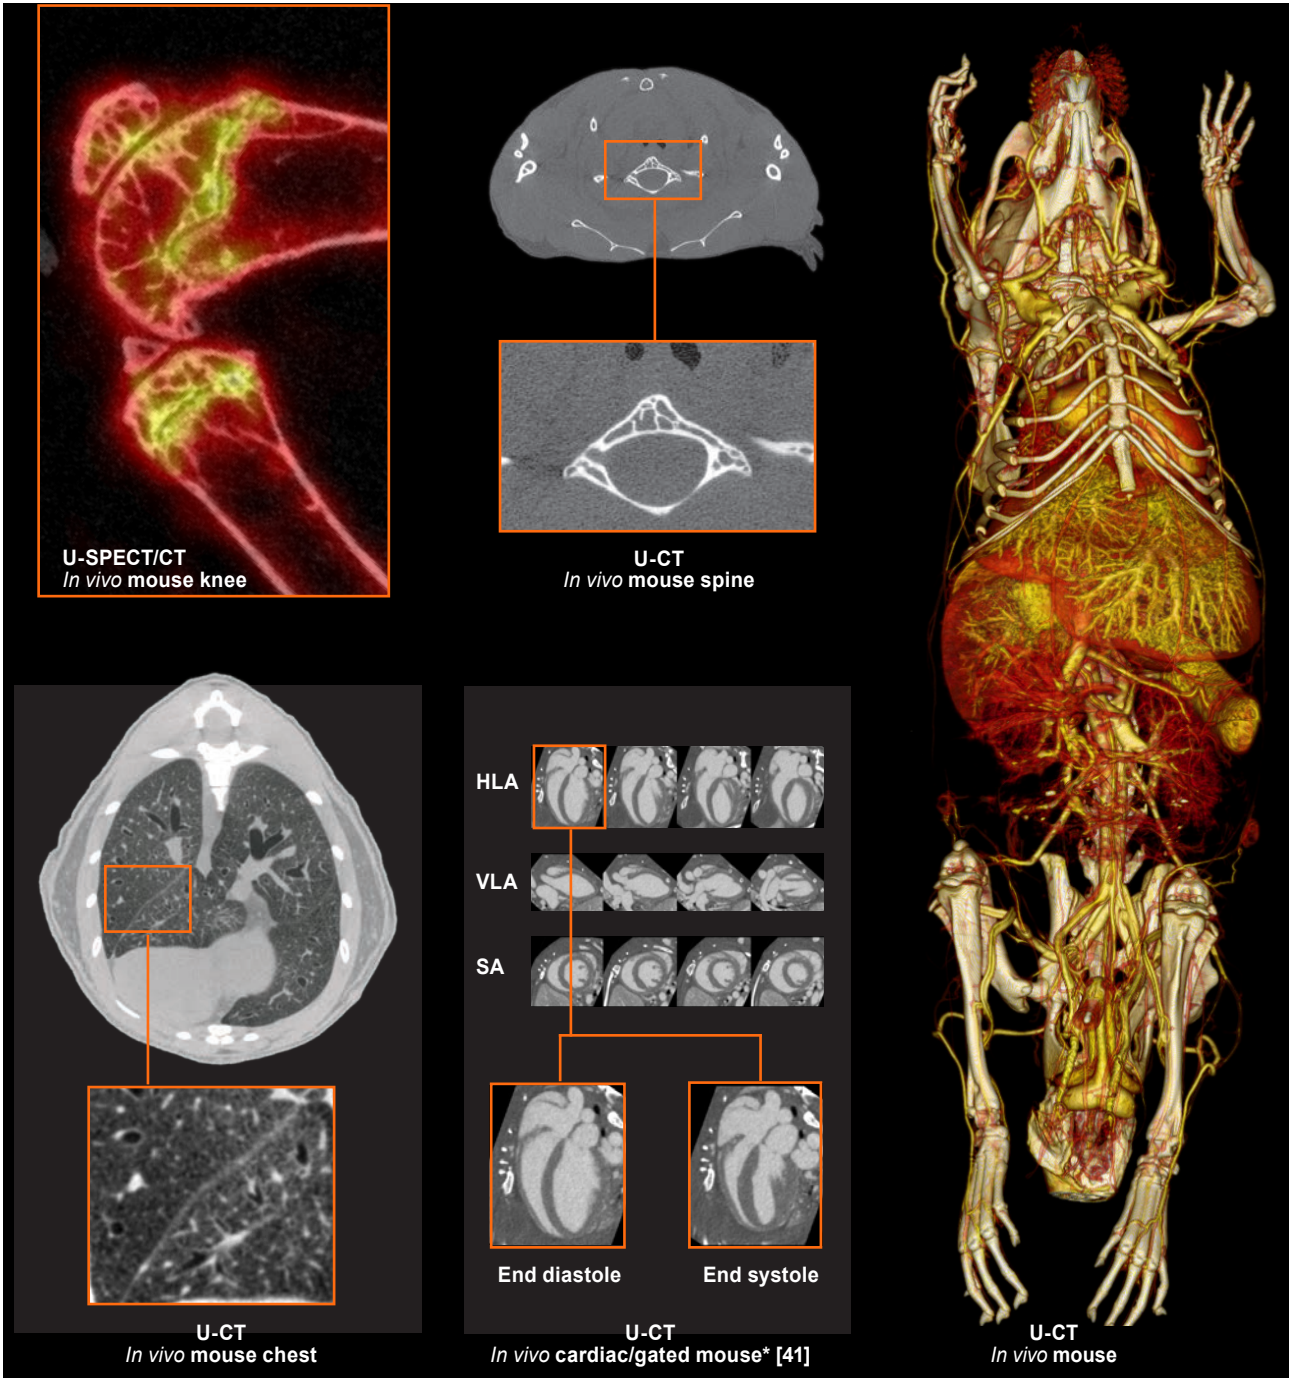 U-SPECT/CT
In vivo mouse knee
U-CT
In vivo mouse spine
HLA
VLA
SA
End diastole
End systole
U-CT
In vivo mouse chest
U-CT
In vivo cardiac/gated mouse* [41]
U-CT
In vivo mouse